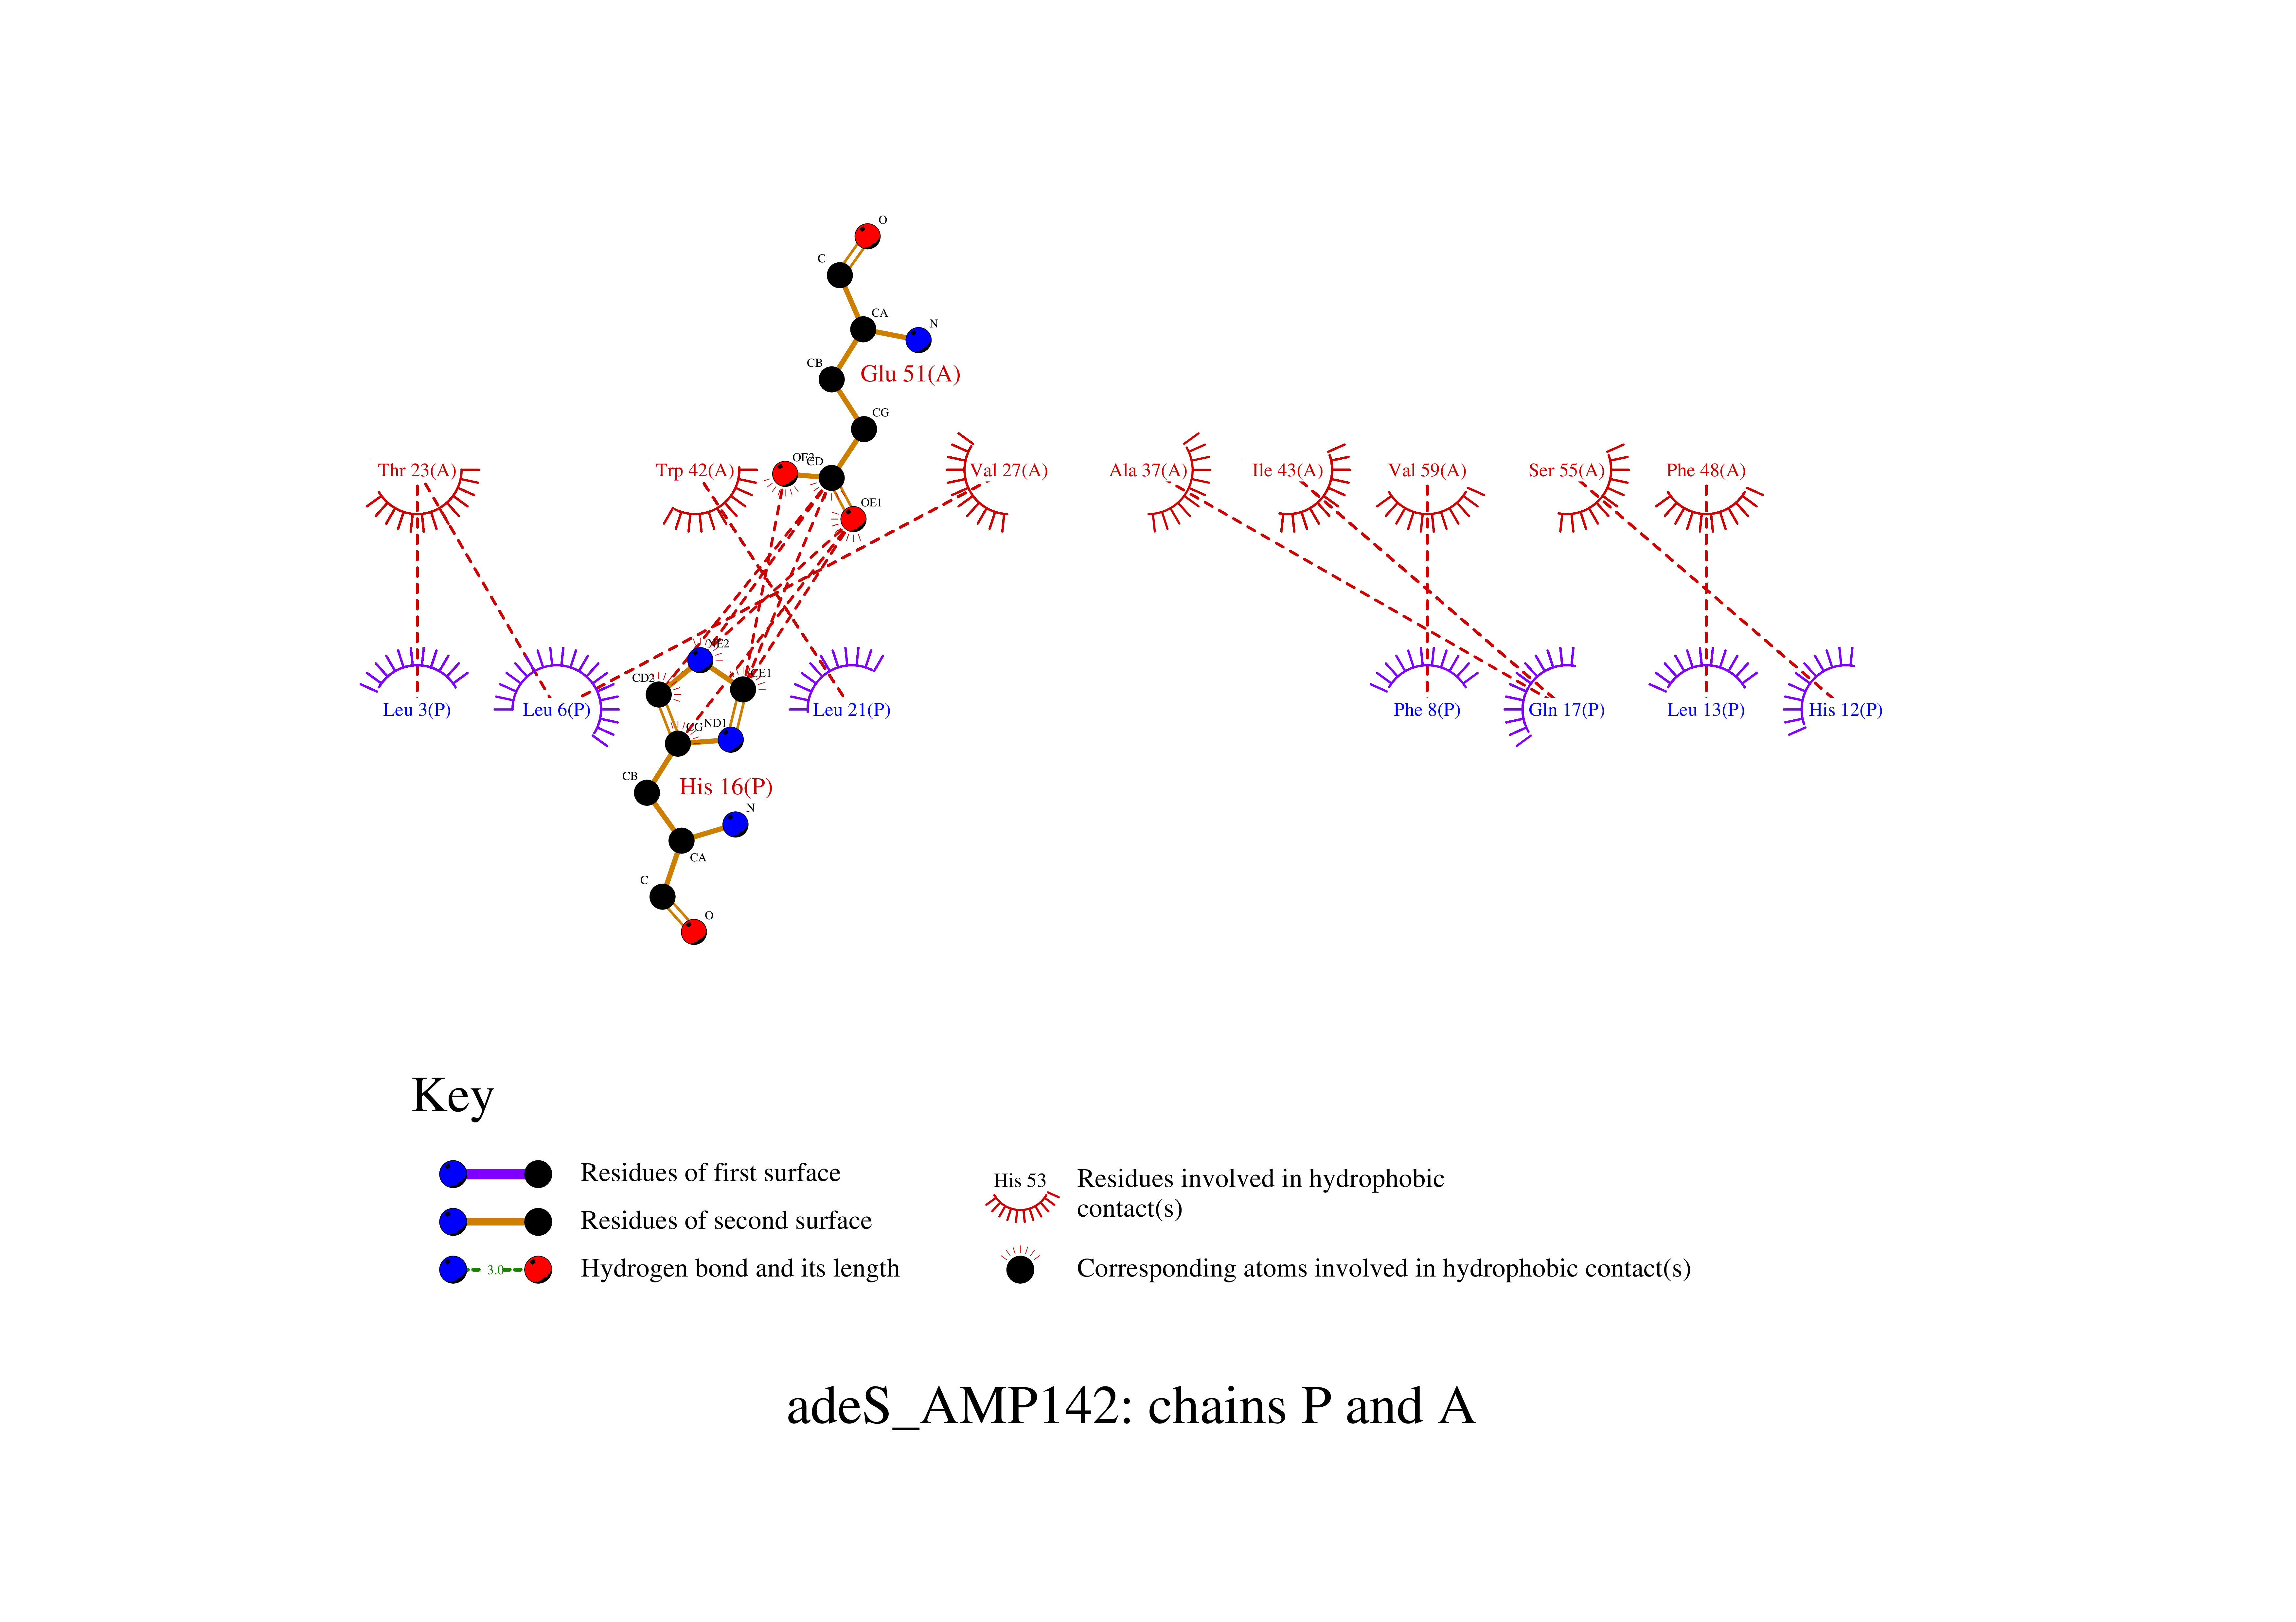 O
C
CA
N
CB
Glu 51(A)
CG
Thr 23(A)
Trp 42(A)
OE2
CD
Val 27(A)
Ala 37(A)
Ile 43(A)
Val 59(A)
Ser 55(A)
Phe 48(A)
OE1
NE2
CD2
CE1
Leu 3(P)
Leu 6(P)
Leu 21(P)
Phe 8(P)
Gln 17(P)
Leu 13(P)
His 12(P)
CG
ND1
CB
His 16(P)
N
CA
C
O
Key
Residues of first surface
Residues of second surface
3.0
Hydrogen bond and its length
His 53
Residues involved in hydrophobic
contact(s)
Corresponding atoms involved in hydrophobic contact(s)
adeS_AMP142: chains P and A